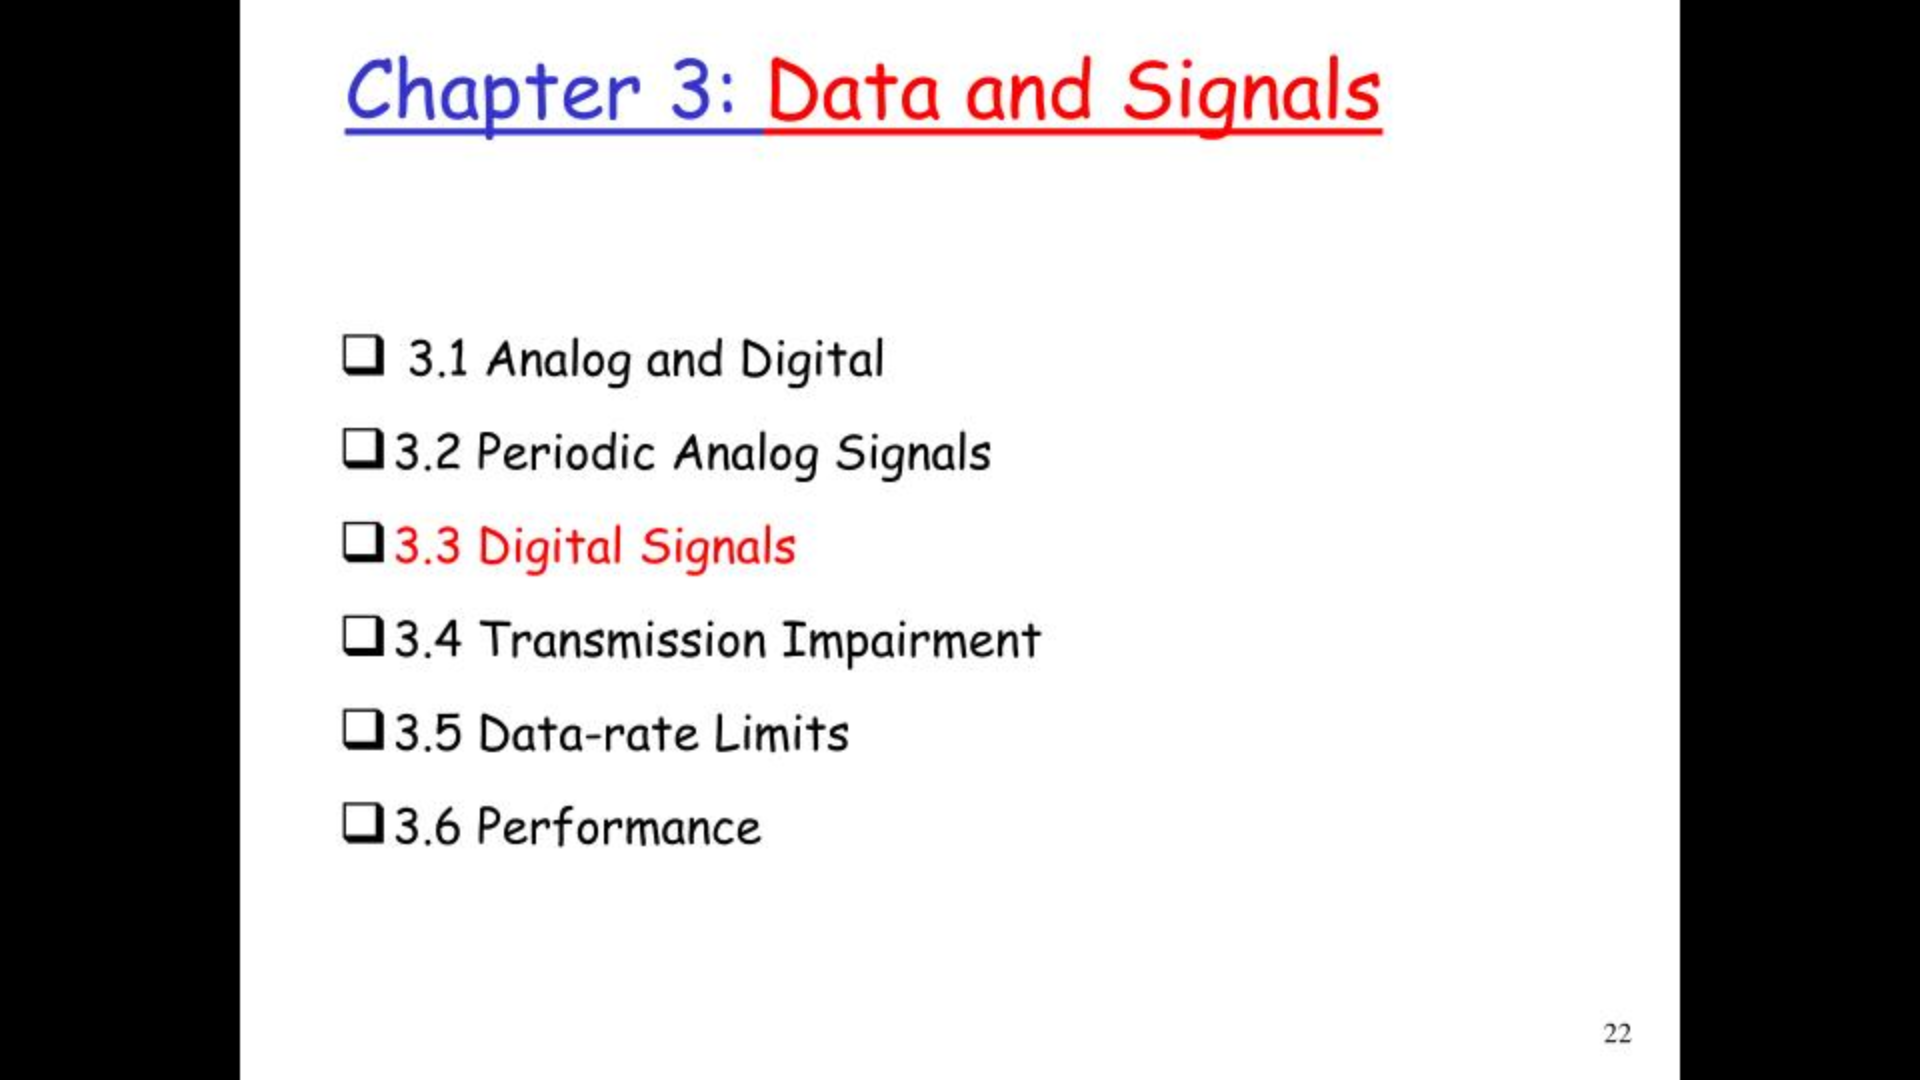 Chapter 3: Data and Signals
3.1 Analog and Digital
3.2 Periodic Analog Signals
3.3 Digital Signals
3.4 Transmission Impairment
3.5 Data-rate Limits
3.6 Performance
22